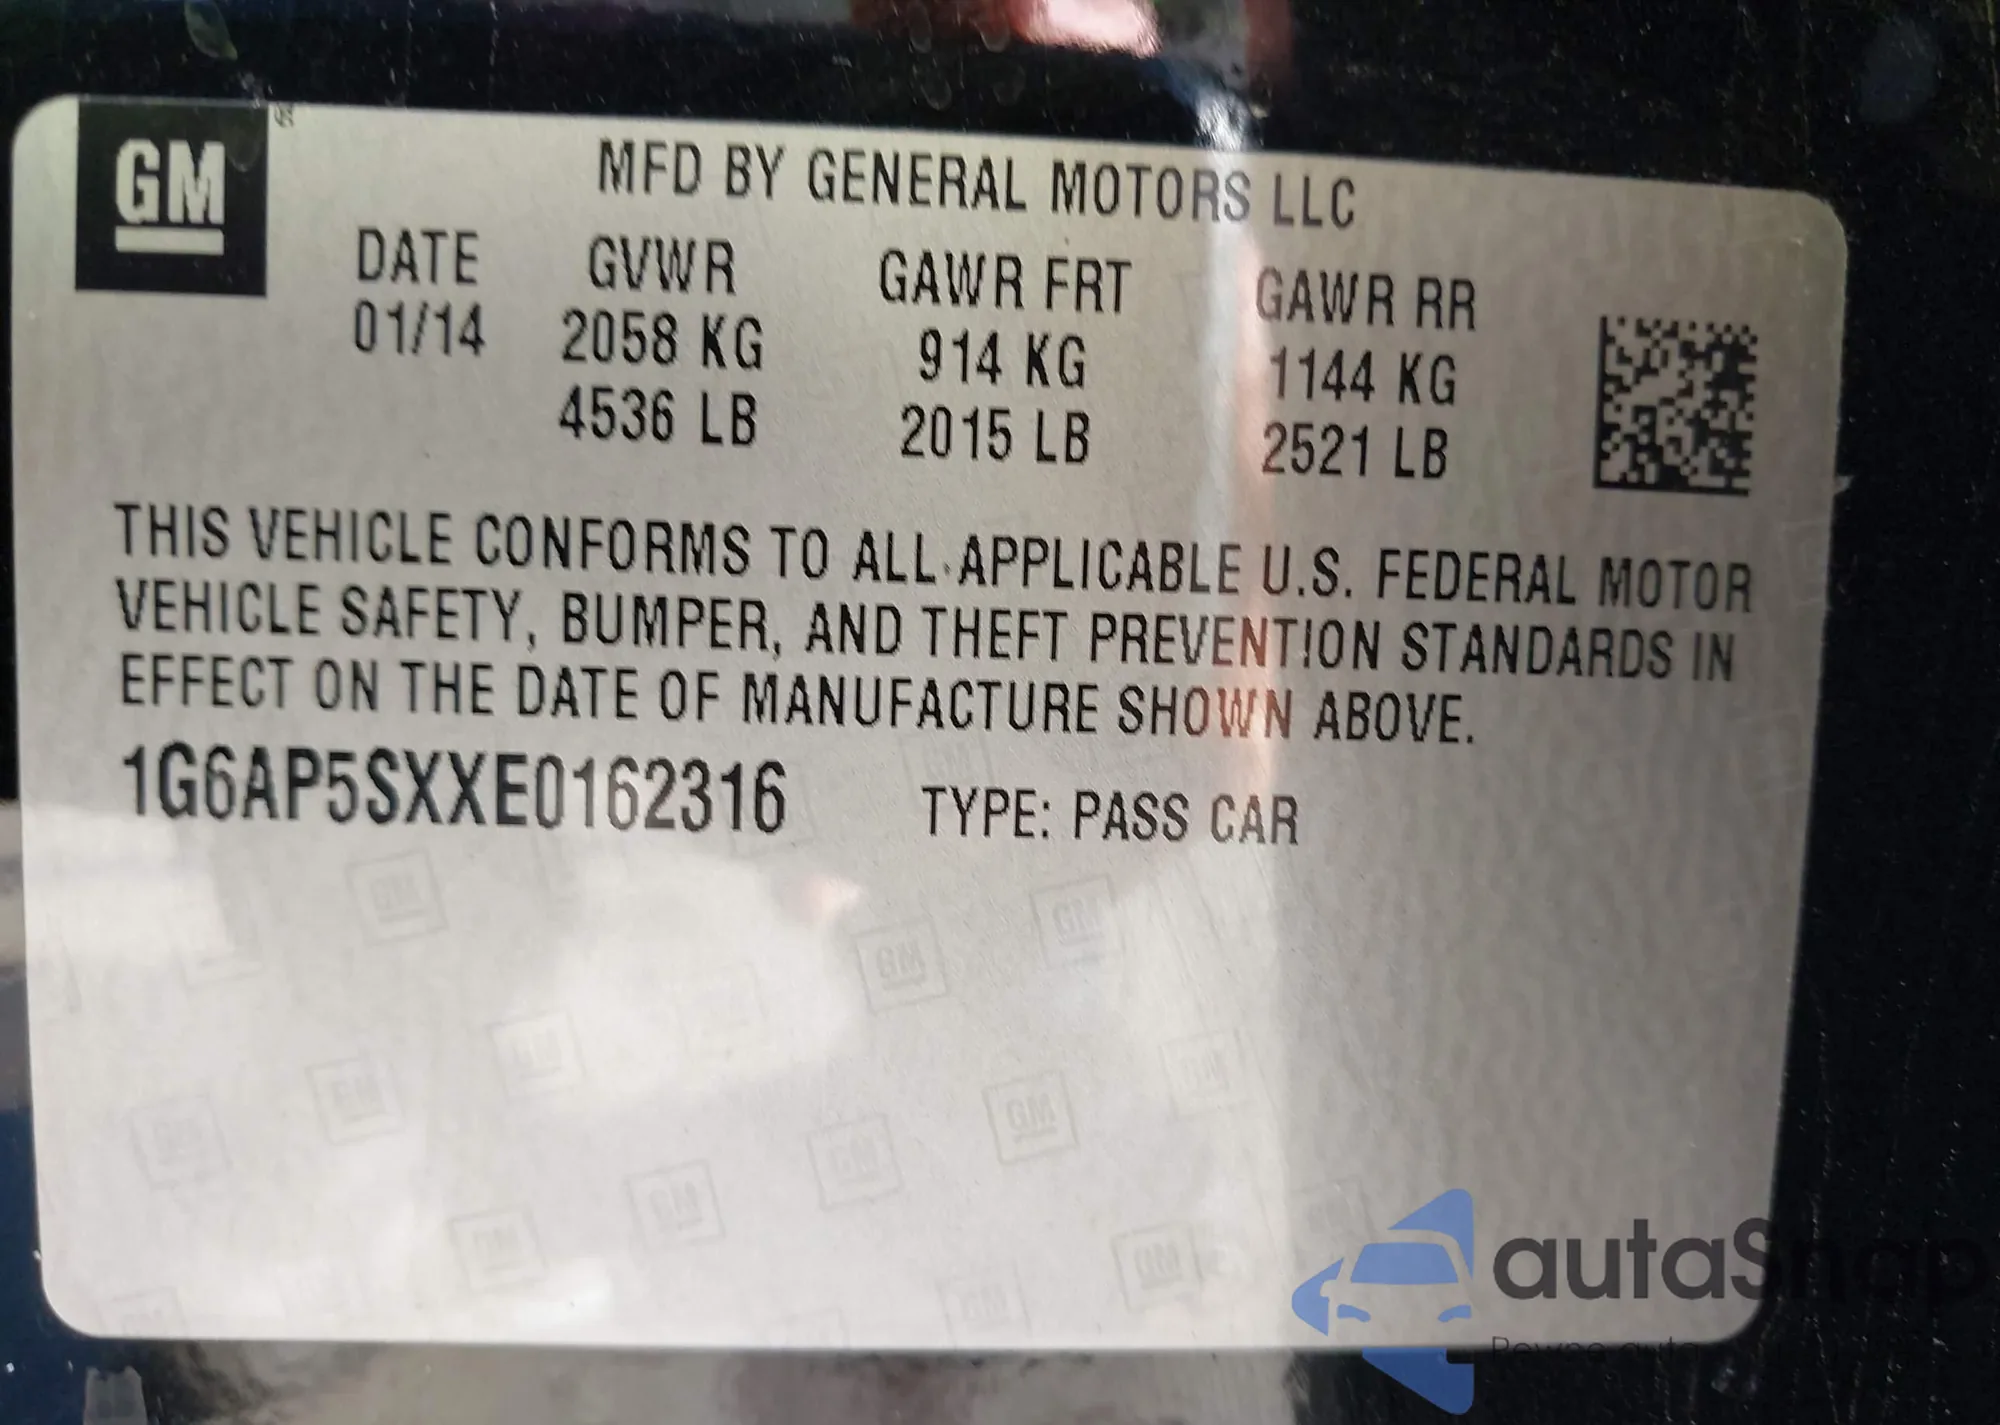 GM
MFD BY GENERAL MOTORS LLC
DATE GVWR GAWR FRT GAWR RR
01/14 2058 KG 914 KG 1144 KG
4536 LB 2015 LB 2521 LB
THIS VEHICLE CONFORMS TO ALL APPLICABLE U.S. FEDERAL MOTOR
VEHICLE SAFETY, BUMPER, AND THEFT PREVENTION STANDARDS IN
EFFECT ON THE DATE OF MANUFACTURE SHOWN ABOVE.
1G6AP5SXXE0162316 TYPE: PASS CAR
autaSnap